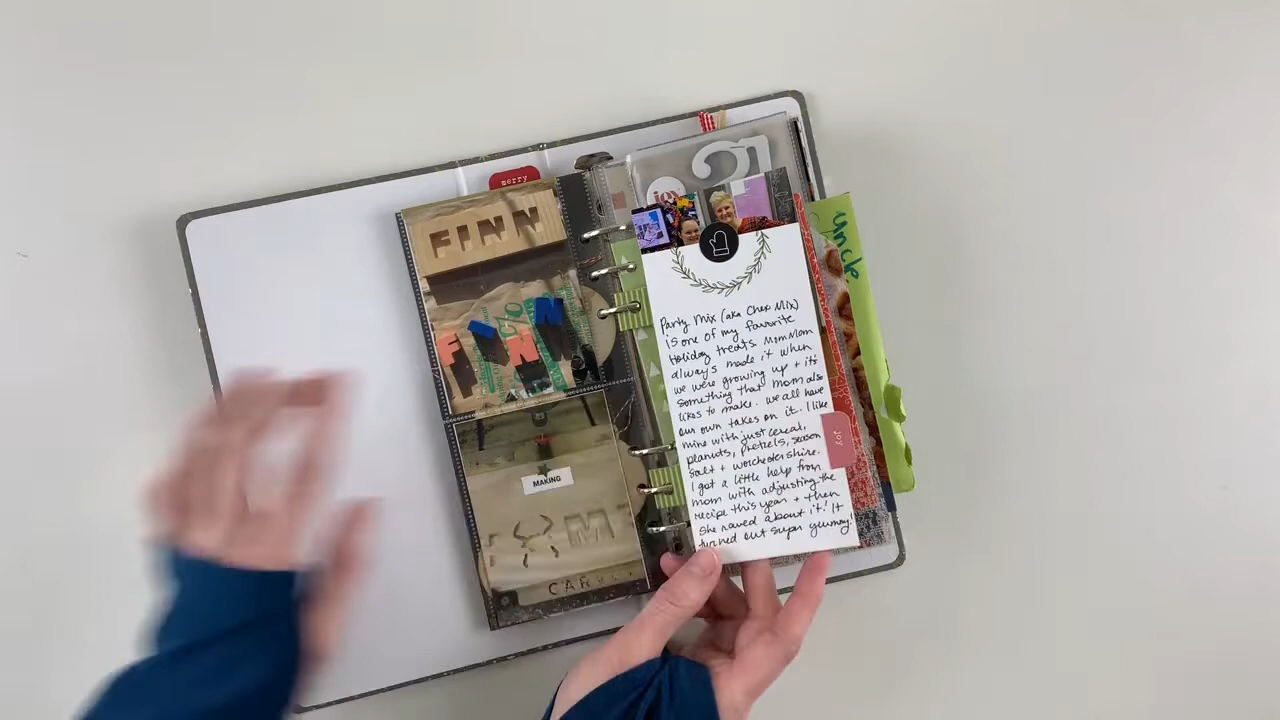 merry
joy
FINN
FINN
MAKING
M
CAR
Party Mix (aka Chex Mix)
is one of my favorite
Holiday treats MomMom
always made it when
we were growing up + it's
something that Mom also
likes to make. We all have
our own takes on it. I like
mine with just cereal,
peanuts, pretzels, season
salt + worchestershire.
I got a little help from
mom with adjusting the
recipe this year + then
she raved about it! It
turned out super yummy!
joy
Uncle